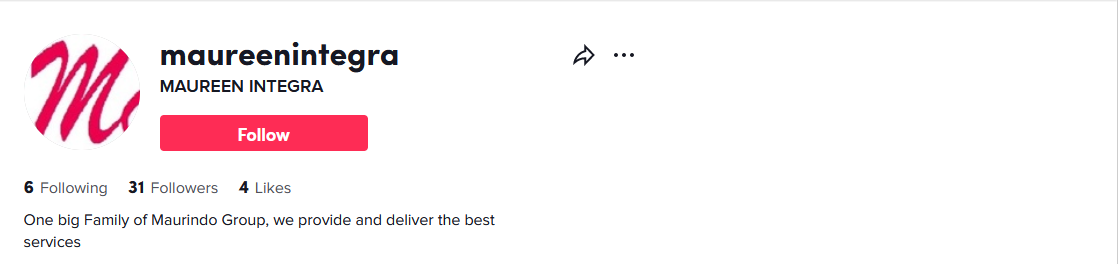 maureenintegra
MAUREEN INTEGRA
Follow
6 Following 31 Followers 4 Likes
One big Family of Maurindo Group, we provide and deliver the best
services